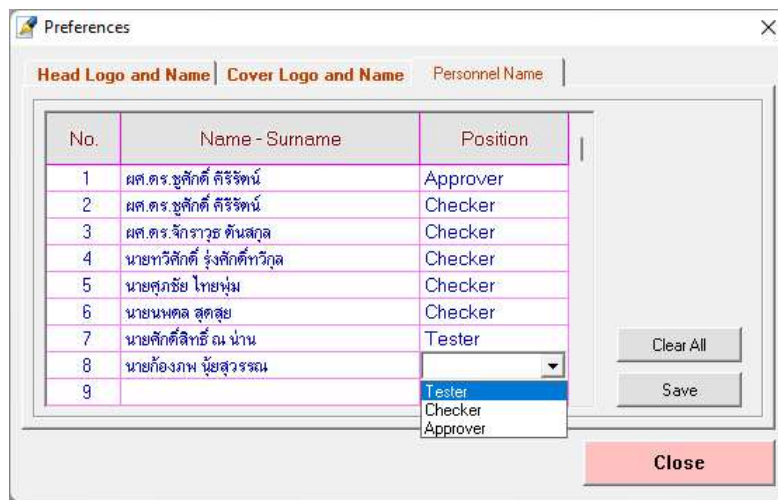 Preferences
Head Logo and Name Cover Logo and Name Personnel Name
No. Name - Surname Position
1 ผศ.ดร.ชูศักดิ์ คีรีรัตน์ Approver
2 ผศ.ดร.ชูศักดิ์ คีรีรัตน์ Checker
3 ผศ.ดร.จักราวุธ ตันสกุล Checker
4 นายทวีศักดิ์ รุ่งศักดิ์ทวีกุล Checker
5 นายศุภชัย ไทยพุ่ม Checker
6 นายนพดล สุดสุย Checker
7 นายศักดิ์สิทธิ์ ณ น่าน Tester
Clear All
8 นายก้องภพ นุ้ยสุวรรณ
9 Tester
Save
Checker
Approver
Close